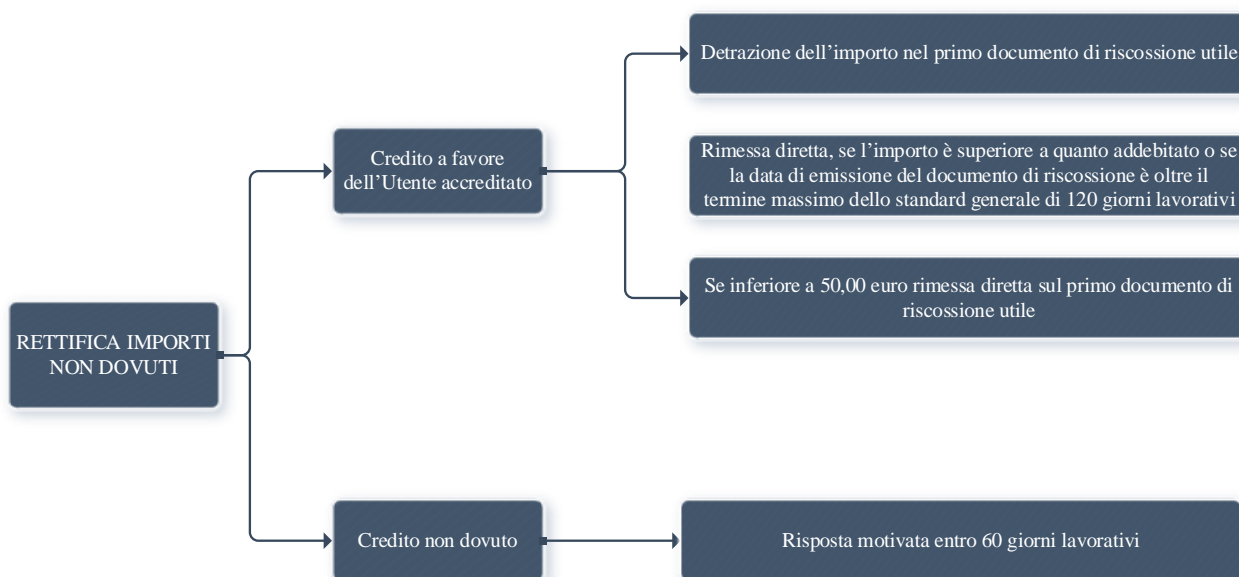 Detrazione dell’importo nel primo documento di riscossione utile
Credito a favore
dell’Utente accreditato
Rimessa diretta, se l’importo è superiore a quanto addebitato o se
la data di emissione del documento di riscossione è oltre il
termine massimo dello standard generale di 120 giorni lavorativi
Se inferiore a 50,00 euro rimessa diretta sul primo documento di
riscossione utile
RETTIFICA IMPORTI
NON DOVUTI
Credito non dovuto
Risposta motivata entro 60 giorni lavorativi